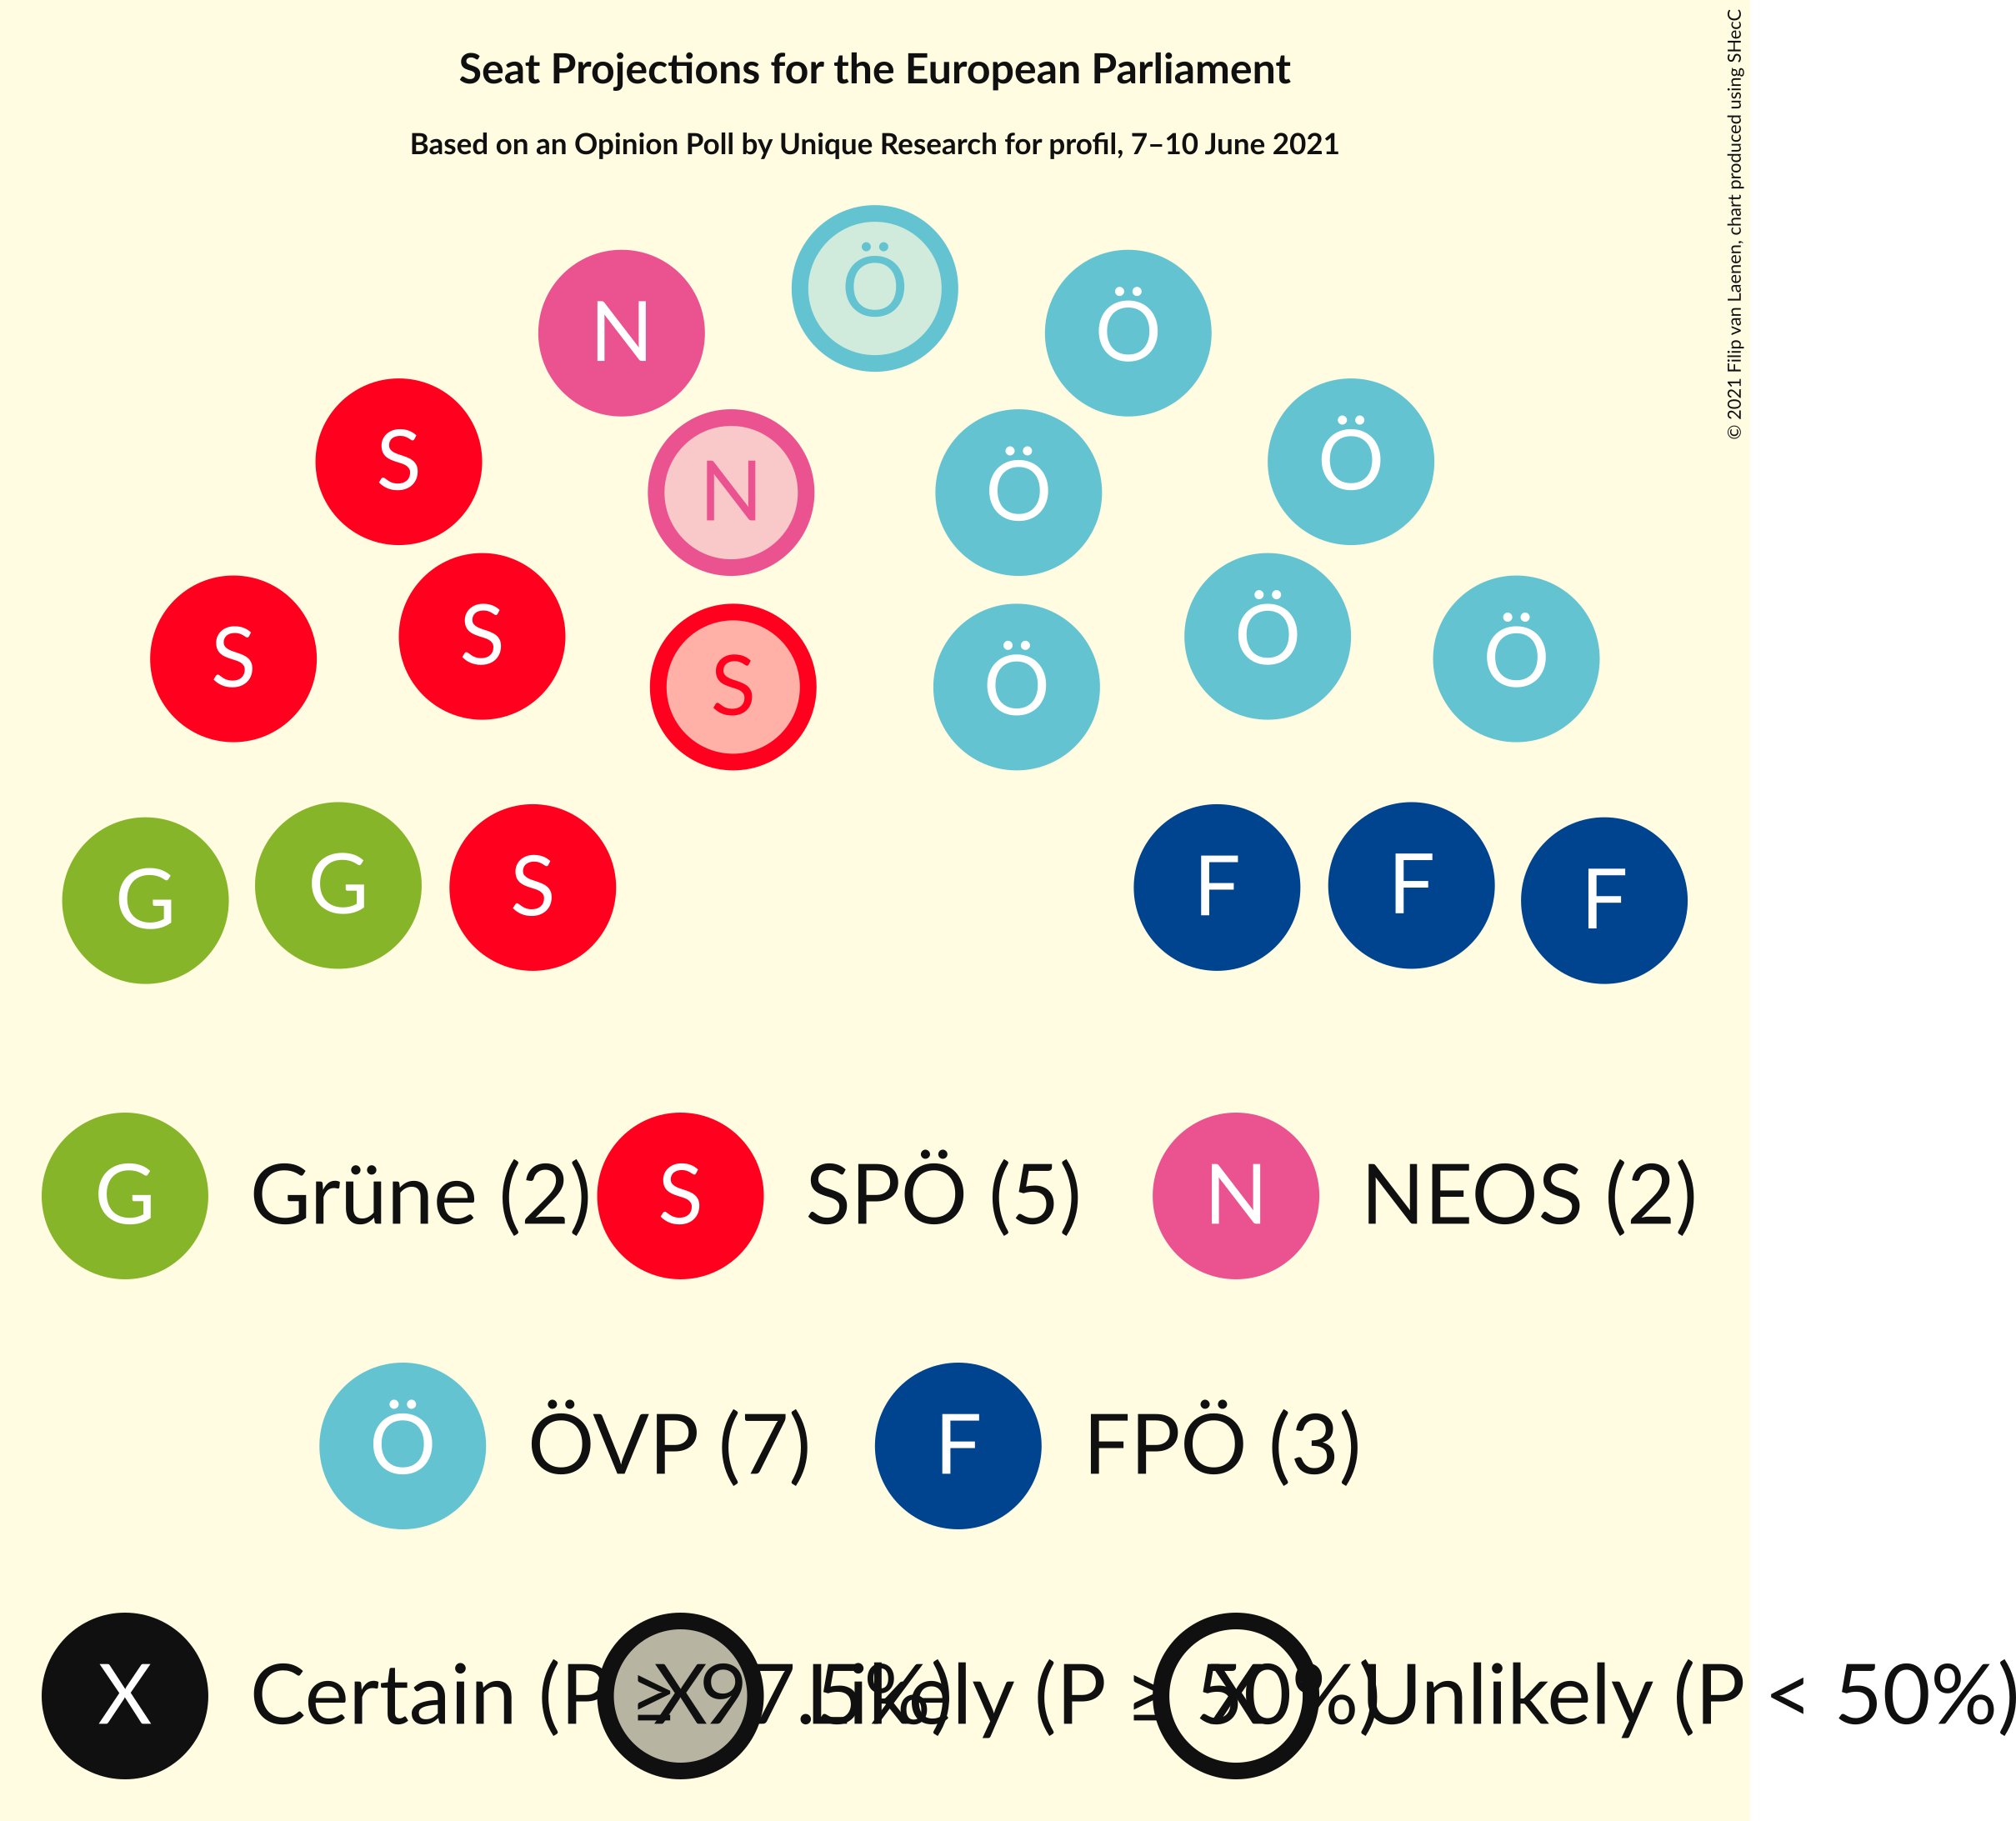 Seat Projections for the European Parliament
Based on an Opinion Poll by Unique Research for profil, 7–10 June 2021
© 2021 Filip van Laenen, chart produced using SHecC
Ö
N Ö
S Ö
N Ö
S S Ö Ö
S Ö
G G S F F F
G Grüne (2) S SPÖ (5) N NEOS (2)
Ö ÖVP (7) F FPÖ (3)
X Certain (P ≥ 97.5%) X Likely (P ≥ 50%) X Unlikely (P < 50%)